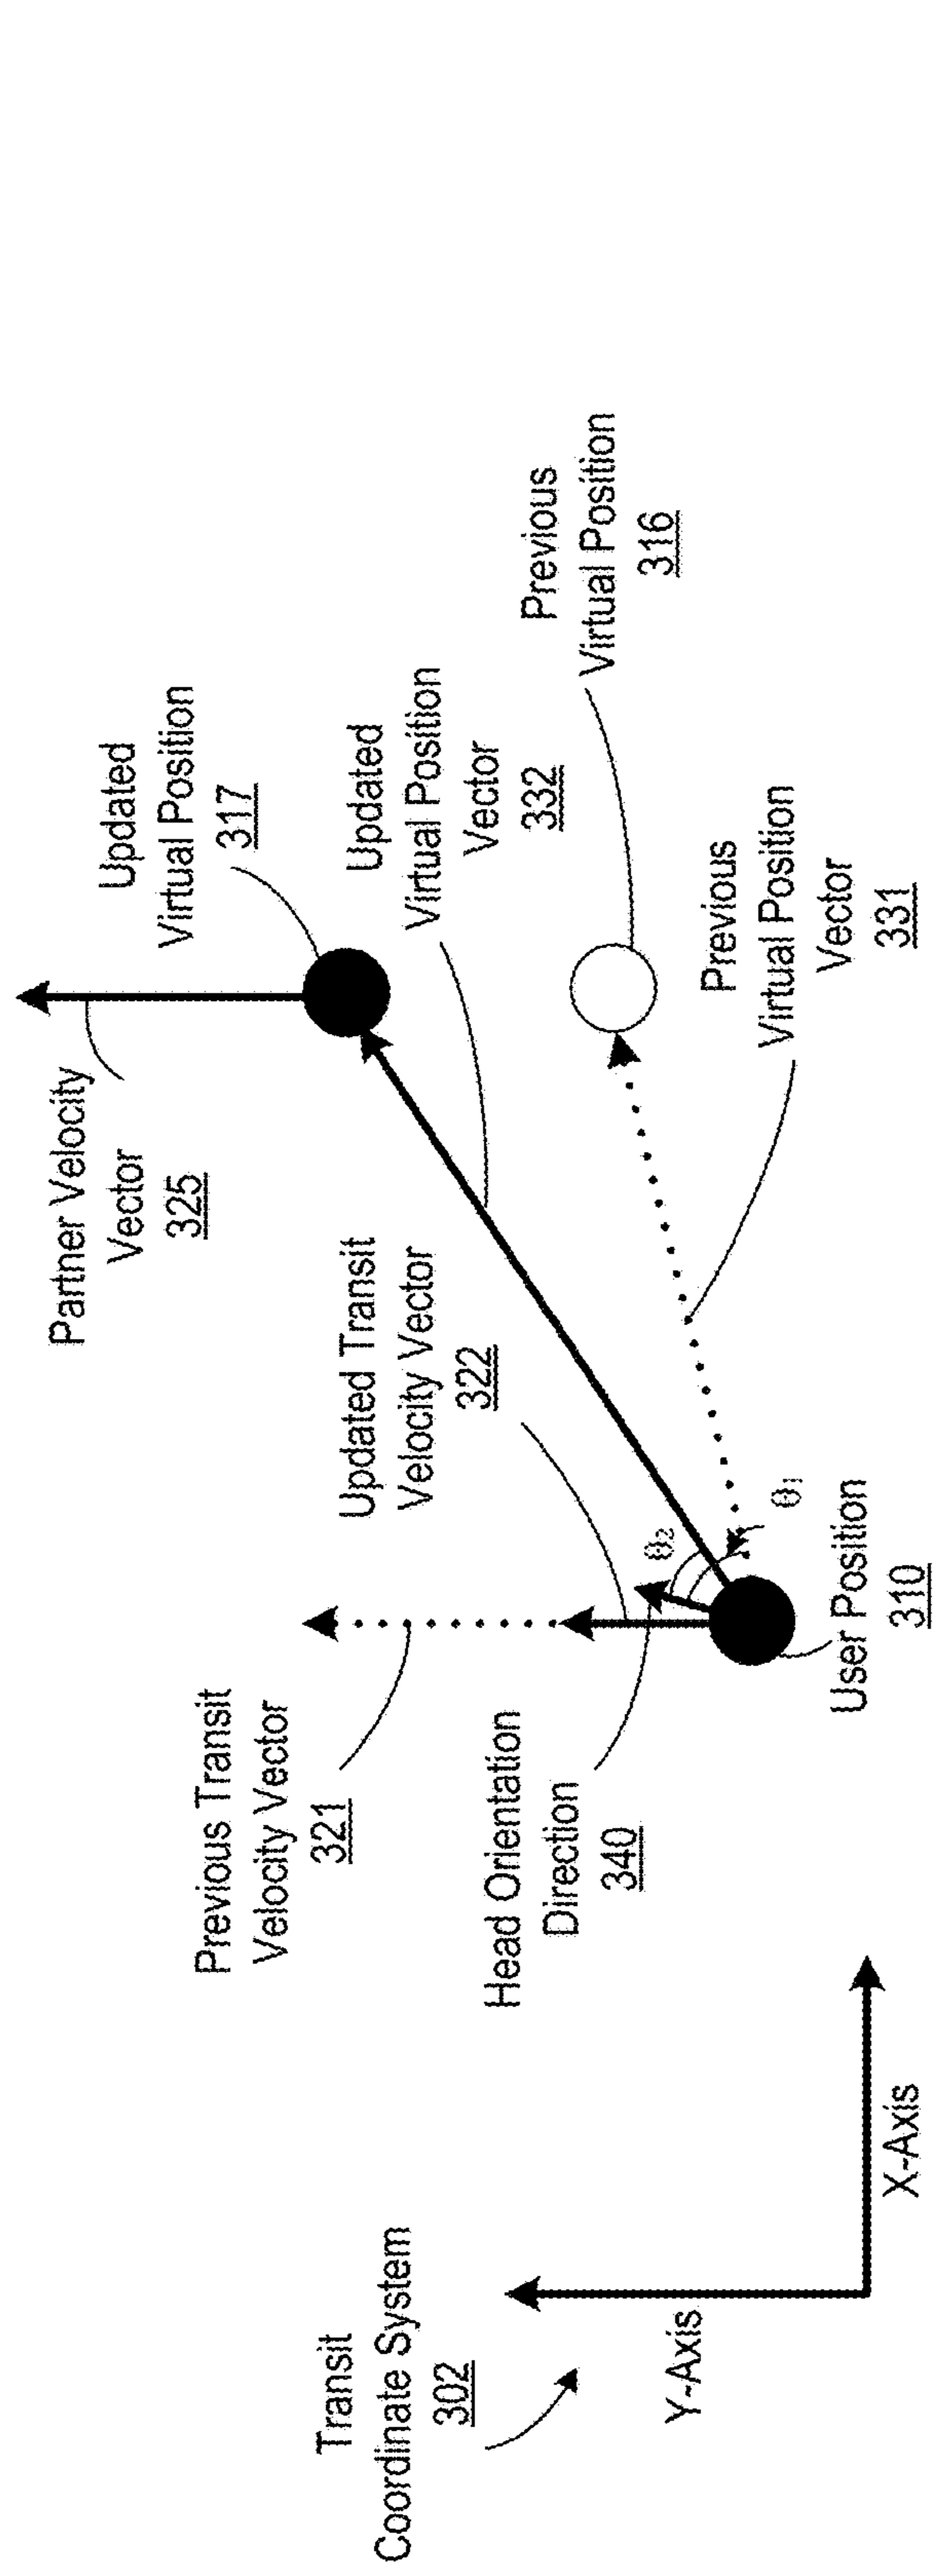 Transit
Coordinate System
302
Y-Axis
X-Axis
Previous Transit
Velocity Vector
321
Head Orientation
Direction
340
User Position
310
Updated Transit
Velocity Vector
322
θ2
θ1
Partner Velocity
Vector
325
Updated
Virtual Position
317
Updated
Virtual Position
Vector
332
Previous
Virtual Position
Vector
331
Previous
Virtual Position
316